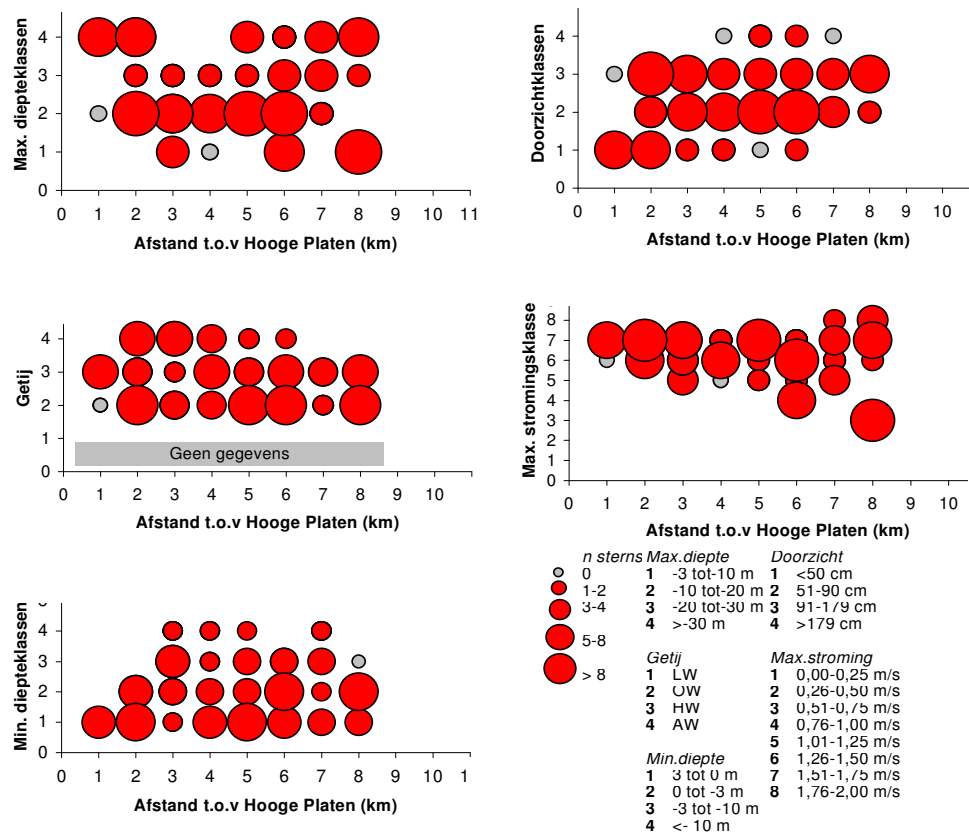 Max. diepteklassen
4
3
2
1
0
0 1 2 3 4 5 6 7 8 9 10 11
Afstand t.o.v Hooge Platen (km)
Doorzichtklassen
4
3
2
1
0
0 1 2 3 4 5 6 7 8 9 10
Afstand t.o.v Hooge Platen (km)
Getij
4
3
2
1
0
Geen gegevens
0 1 2 3 4 5 6 7 8 9 10
Afstand t.o.v Hooge Platen (km)
Max. stromingsklasse
8
7
6
5
4
3
2
1
0
0 1 2 3 4 5 6 7 8 9 10
Afstand t.o.v Hooge Platen (km)
Min. diepteklassen
4
3
2
1
0
0 1 2 3 4 5 6 7 8 9 10
Afstand t.o.v Hooge Platen (km)
n sterns
0
1-2
3-4
5-8
> 8
Max.diepte
1 -3 tot-10 m
2 -10 tot-20 m
3 -20 tot-30 m
4 >-30 m
Doorzicht
1 <50 cm
2 51-90 cm
3 91-179 cm
4 >179 cm
Getij
1 LW
2 OW
3 HW
4 AW
Max.stroming
1 0,00-0,25 m/s
2 0,26-0,50 m/s
3 0,51-0,75 m/s
4 0,76-1,00 m/s
5 1,01-1,25 m/s
6 1,26-1,50 m/s
7 1,51-1,75 m/s
8 1,76-2,00 m/s
Min.diepte
1 3 tot 0 m
2 0 tot -3 m
3 -3 tot -10 m
4 <- 10 m